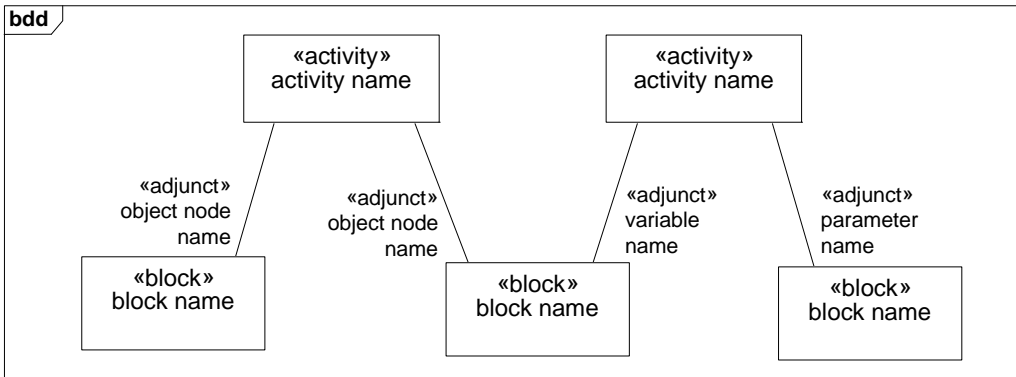 bdd
«activity»
activity name
«activity»
activity name
«adjunct»
object node
name
«adjunct»
object node
name
«adjunct»
variable
name
«adjunct»
parameter
name
«block»
block name
«block»
block name
«block»
block name